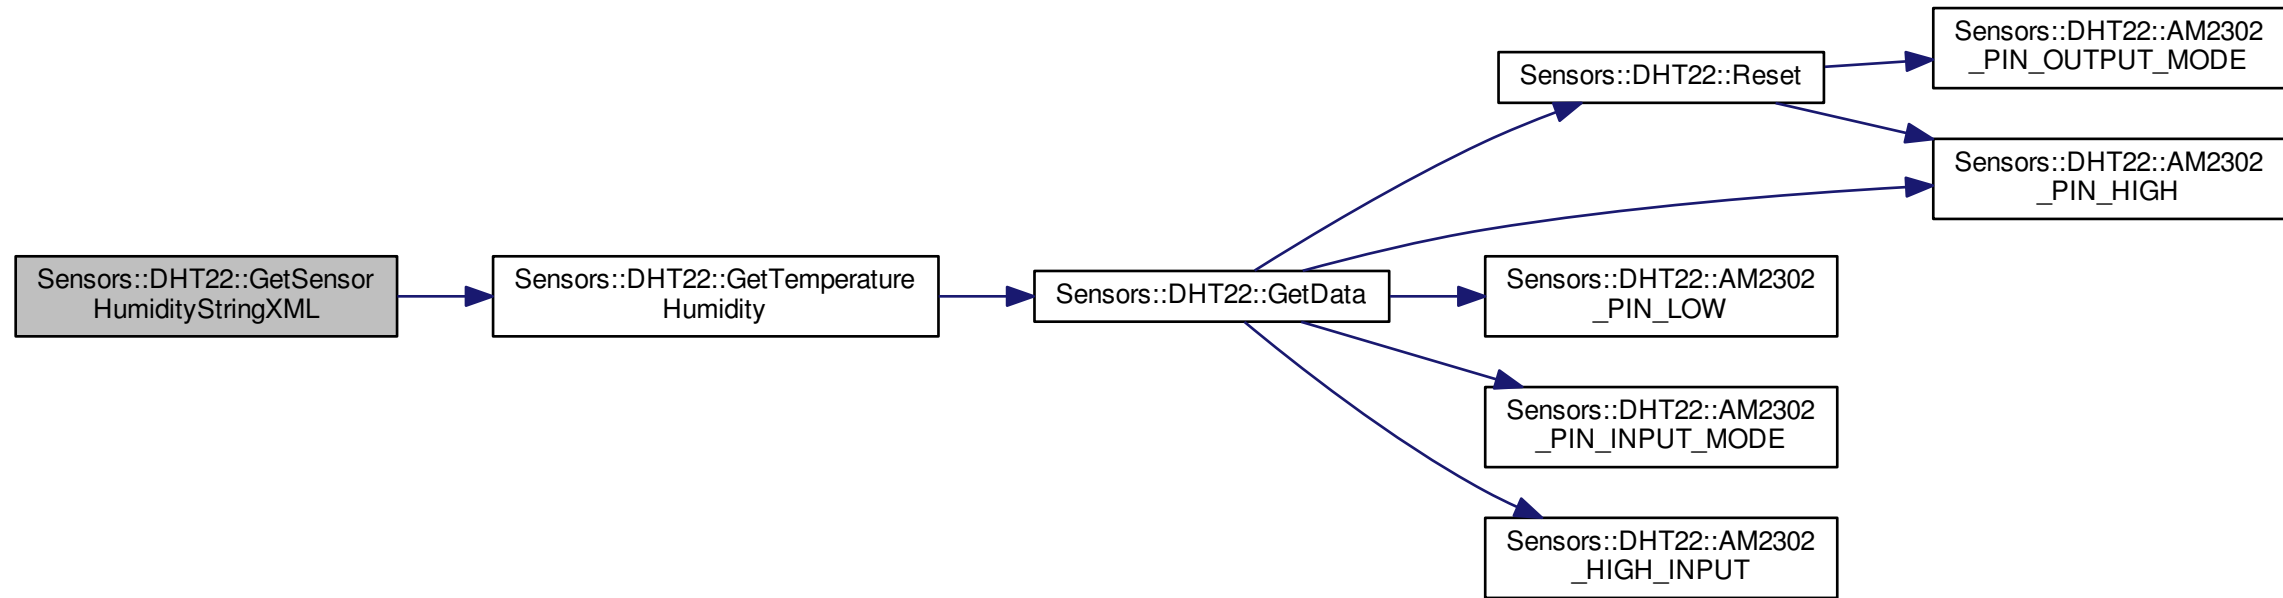 Sensors::DHT22::GetSensor
HumidityStringXML
Sensors::DHT22::GetTemperature
Humidity
Sensors::DHT22::GetData
Sensors::DHT22::Reset
Sensors::DHT22::AM2302
_PIN_OUTPUT_MODE
Sensors::DHT22::AM2302
_PIN_HIGH
Sensors::DHT22::AM2302
_PIN_LOW
Sensors::DHT22::AM2302
_PIN_INPUT_MODE
Sensors::DHT22::AM2302
_HIGH_INPUT